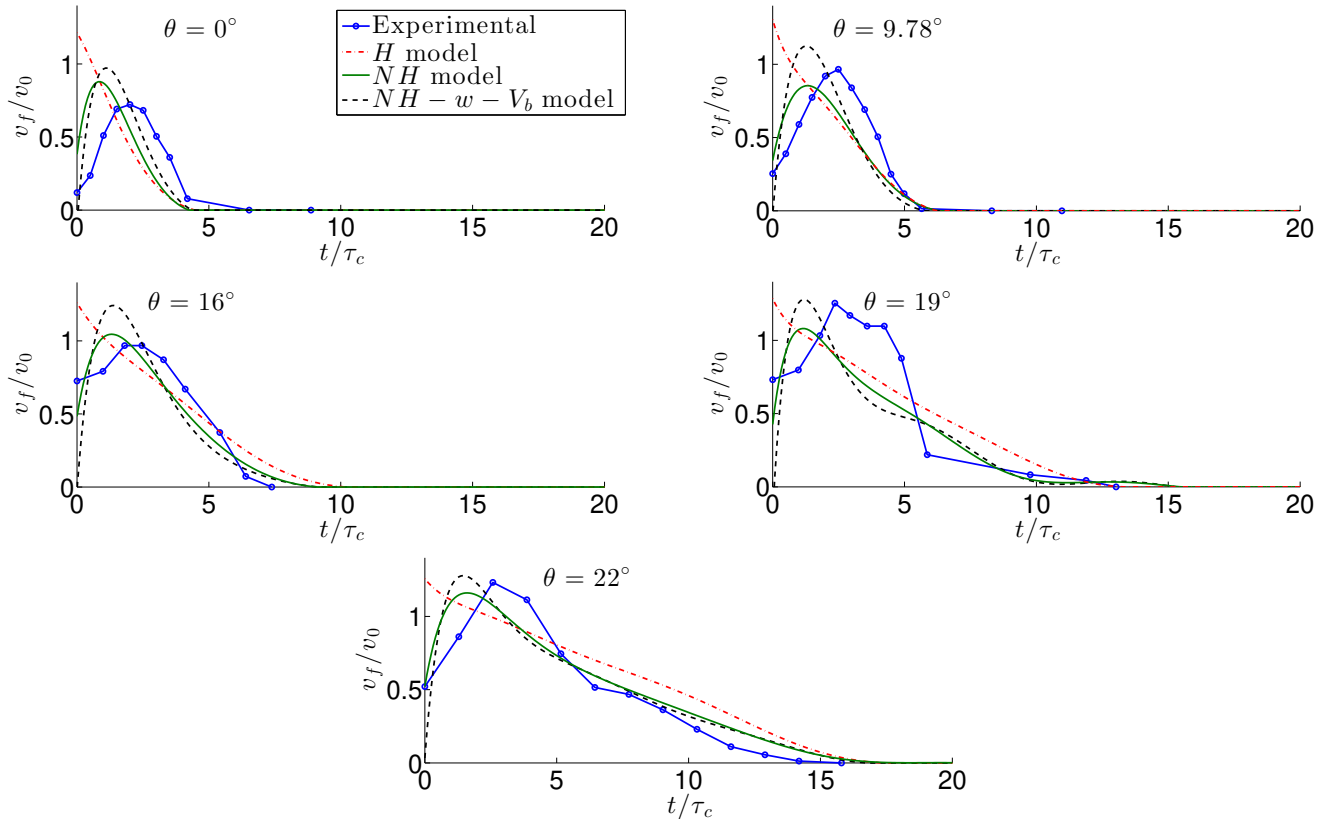 θ = 0°
Experimental
H model
NH model
NH − w − V_b model
v_f/v_0
1
0.5
0
0 5 10 15 20
t/τ_c
θ = 9.78°
v_f/v_0
1
0.5
0
0 5 10 15 20
t/τ_c
θ = 16°
v_f/v_0
1
0.5
0
0 5 10 15 20
t/τ_c
θ = 19°
v_f/v_0
1
0.5
0
0 5 10 15 20
t/τ_c
θ = 22°
v_f/v_0
1
0.5
0
0 5 10 15 20
t/τ_c